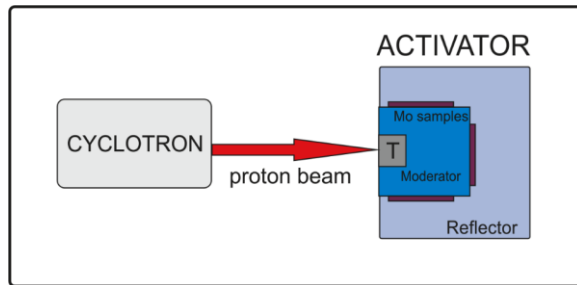 ACTIVATOR
Mo samples
CYCLOTRON
T
proton beam
Moderator
Reflector